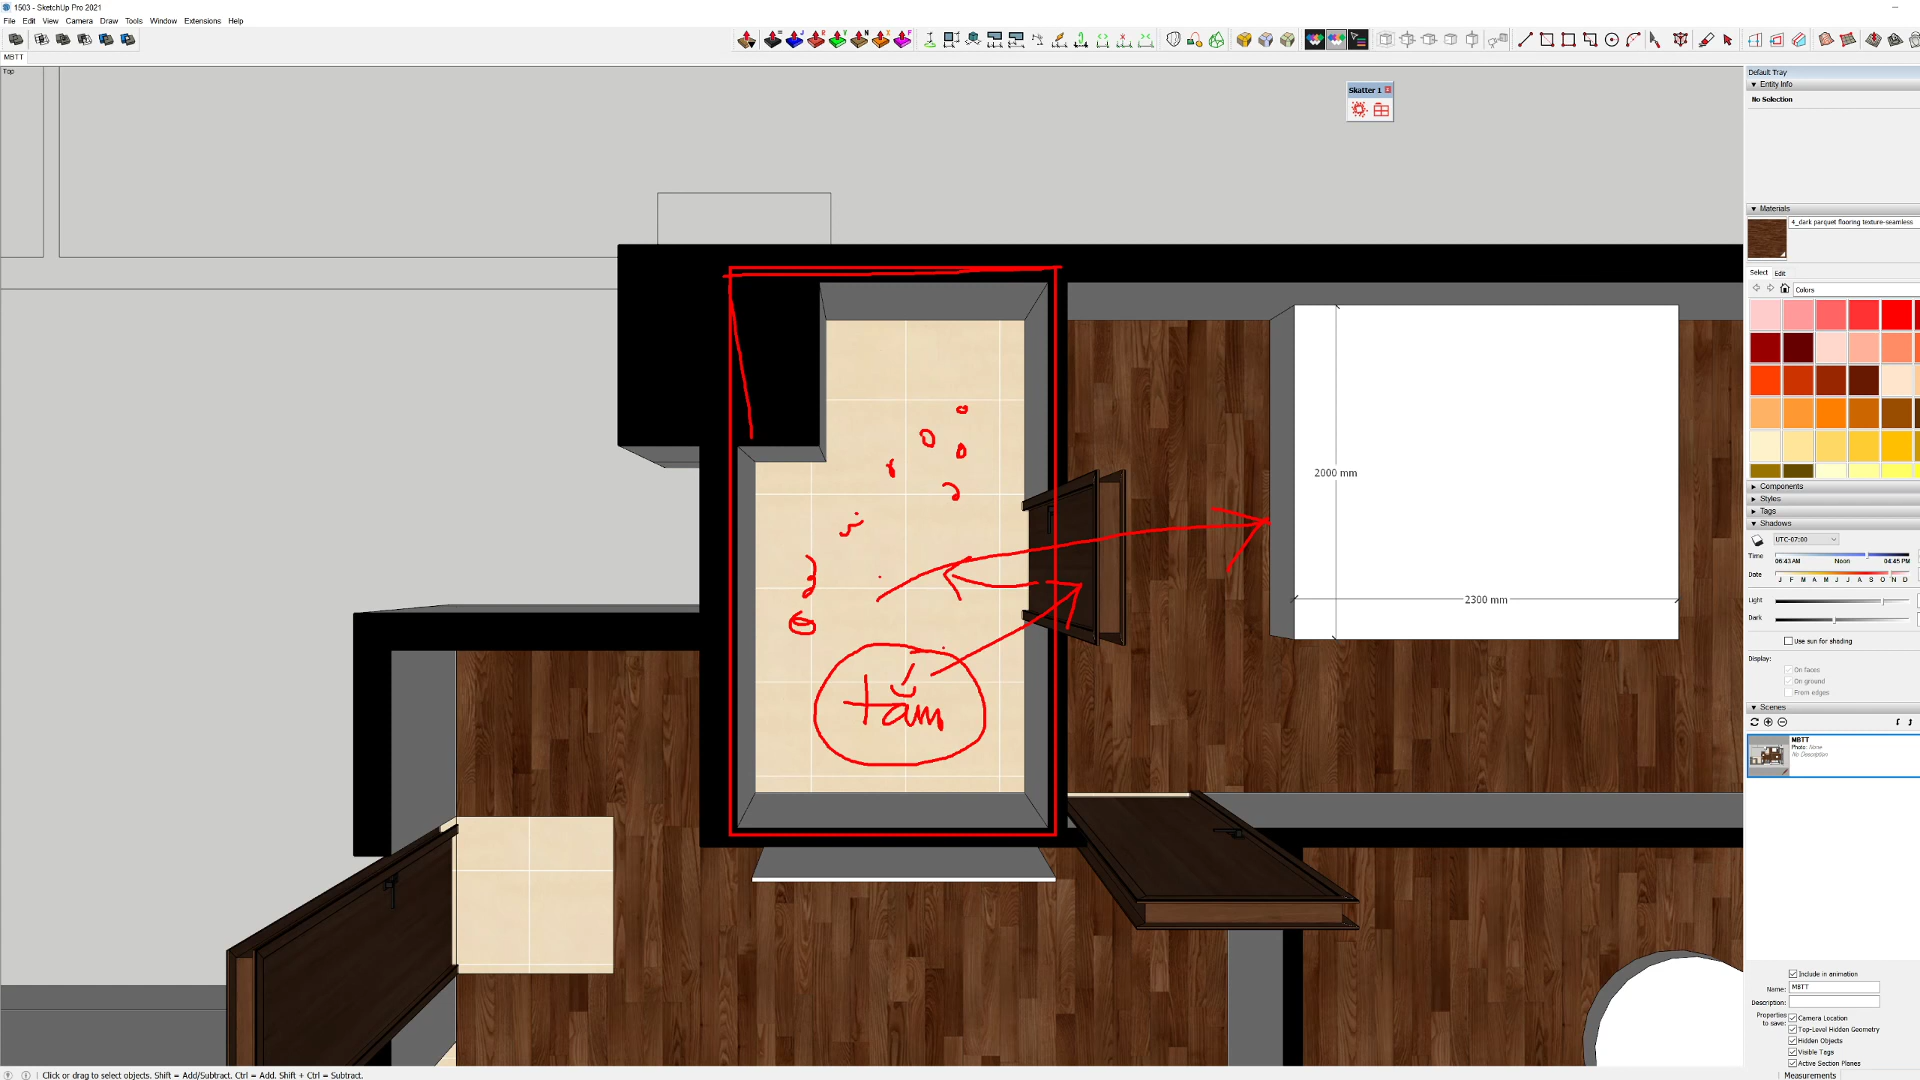 1503 - SketchUp Pro 2021
File Edit View Camera Draw Tools Window Extensions Help
MBTT
Top
Skatter 1
Default Tray
Entity Info
No Selection
Materials
4_dark parquet flooring texture-seamless
Select Edit
Colors
2000 mm
2300 mm
tắm
Components
Styles
Tags
Shadows
UTC-07:00
Time
06:43 AM Noon 04:45 PM
Date
J F M A M J J A S O N D
Light
Dark
Use sun for shading
Display:
On faces
On ground
From edges
Scenes
MBTT
Photo: None
No Description
Include in animation
Name: MBTT
Description:
Properties to save:
Camera Location
Top-Level Hidden Geometry
Hidden Objects
Visible Tags
Active Section Planes
Click or drag to select objects. Shift = Add/Subtract. Ctrl = Add. Shift + Ctrl = Subtract.
Measurements